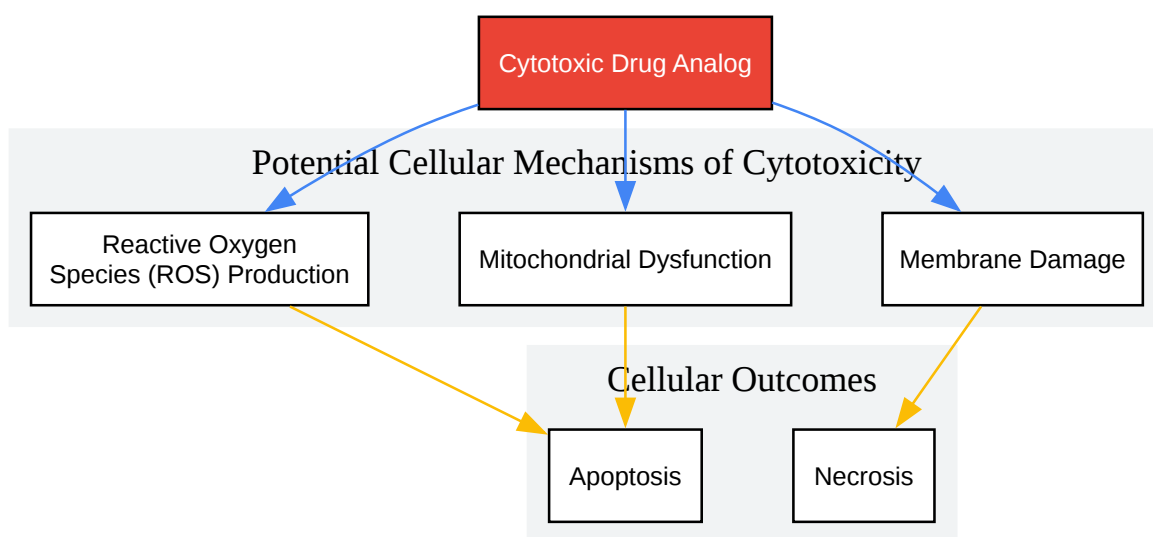 Cytotoxic Drug Analog
Potential Cellular Mechanisms of Cytotoxicity
Reactive Oxygen
Species (ROS) Production
Mitochondrial Dysfunction
Membrane Damage
Cellular Outcomes
Apoptosis
Necrosis